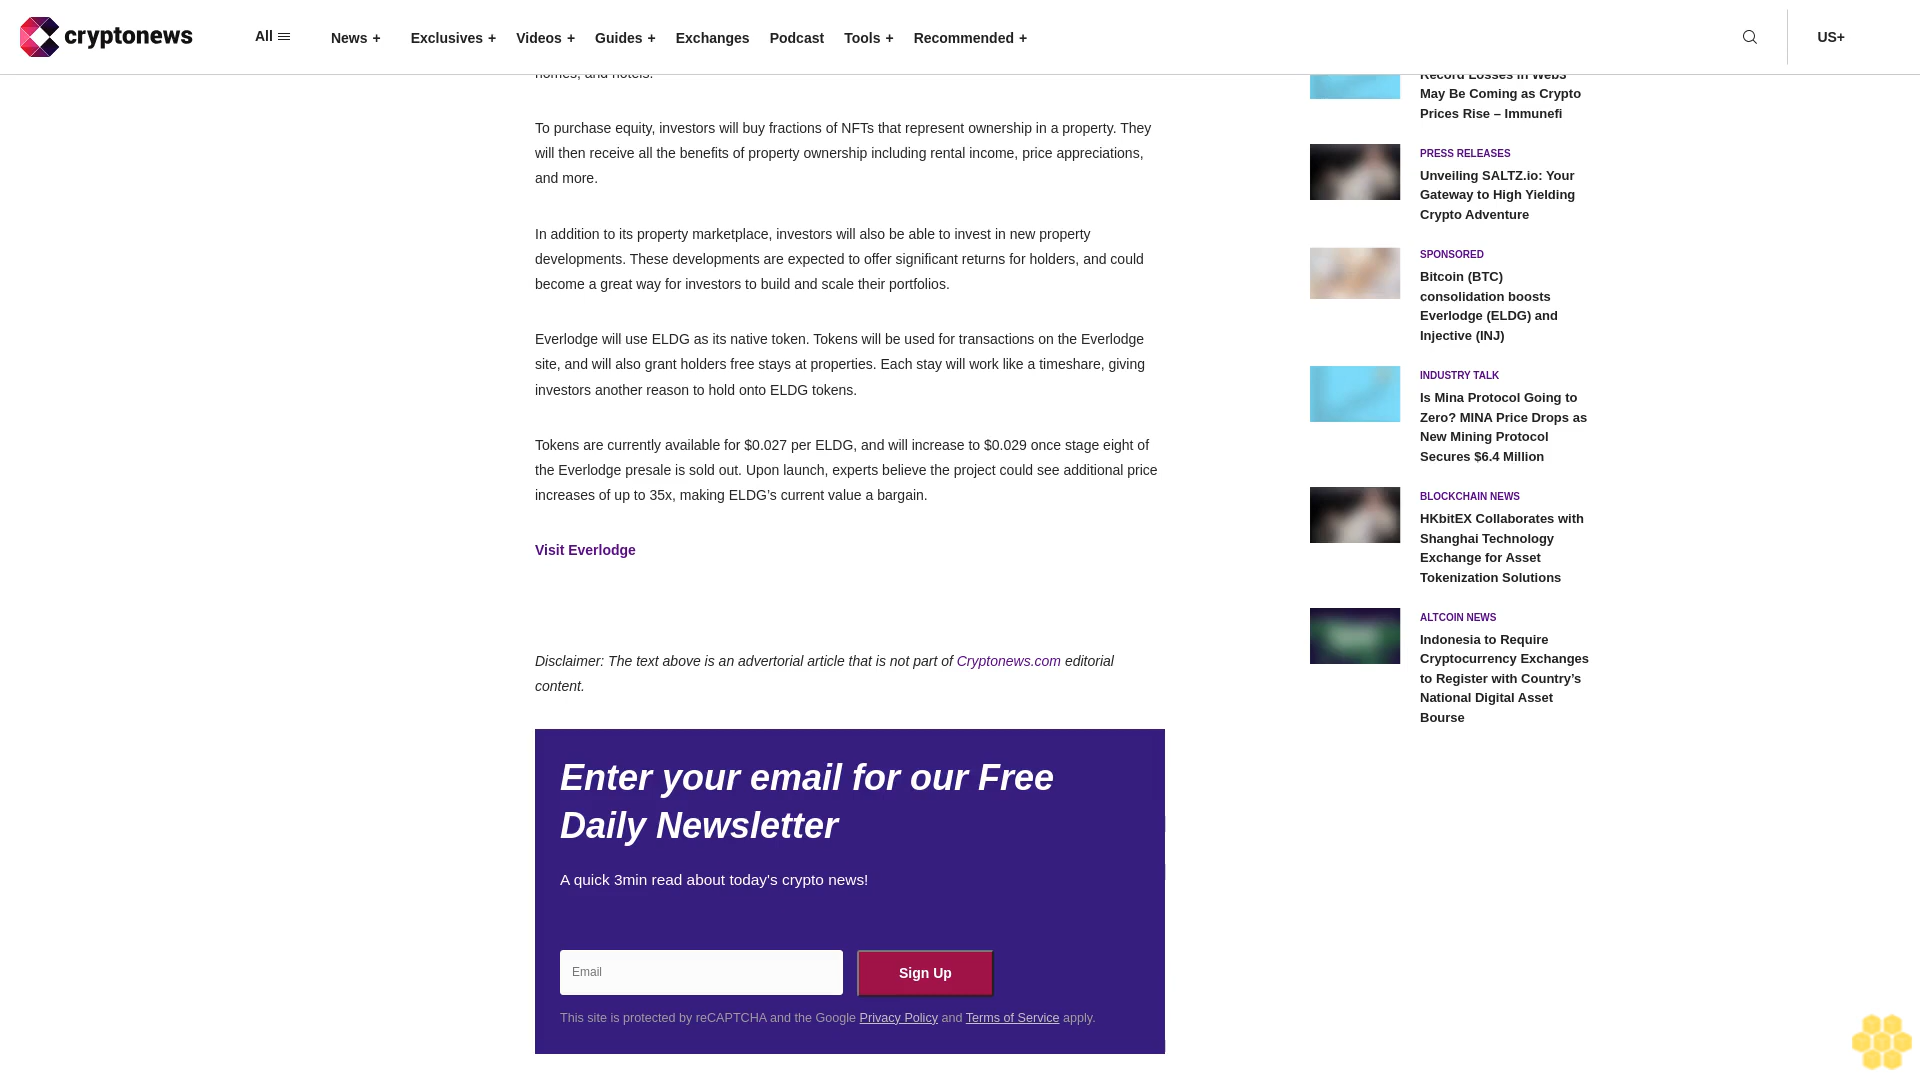 cryptonews
All
News +
Exclusives +
Videos +
Guides +
Exchanges
Podcast
Tools +
Recommended +
US+
homes, and hotels.
To purchase equity, investors will buy fractions of NFTs that represent ownership in a property. They
will then receive all the benefits of property ownership including rental income, price appreciations,
and more.
In addition to its property marketplace, investors will also be able to invest in new property
developments. These developments are expected to offer significant returns for holders, and could
become a great way for investors to build and scale their portfolios.
Everlodge will use ELDG as its native token. Tokens will be used for transactions on the Everlodge
site, and will also grant holders free stays at properties. Each stay will work like a timeshare, giving
investors another reason to hold onto ELDG tokens.
Tokens are currently available for $0.027 per ELDG, and will increase to $0.029 once stage eight of
the Everlodge presale is sold out. Upon launch, experts believe the project could see additional price
increases of up to 35x, making ELDG’s current value a bargain.
Visit Everlodge
Disclaimer: The text above is an advertorial article that is not part of Cryptonews.com editorial
content.
Enter your email for our Free
Daily Newsletter
A quick 3min read about today's crypto news!
Email
Sign Up
This site is protected by reCAPTCHA and the Google Privacy Policy and Terms of Service apply.
Record Losses in Web3
May Be Coming as Crypto
Prices Rise – Immunefi
PRESS RELEASES
Unveiling SALTZ.io: Your
Gateway to High Yielding
Crypto Adventure
SPONSORED
Bitcoin (BTC)
consolidation boosts
Everlodge (ELDG) and
Injective (INJ)
INDUSTRY TALK
Is Mina Protocol Going to
Zero? MINA Price Drops as
New Mining Protocol
Secures $6.4 Million
BLOCKCHAIN NEWS
HKbitEX Collaborates with
Shanghai Technology
Exchange for Asset
Tokenization Solutions
ALTCOIN NEWS
Indonesia to Require
Cryptocurrency Exchanges
to Register with Country’s
National Digital Asset
Bourse